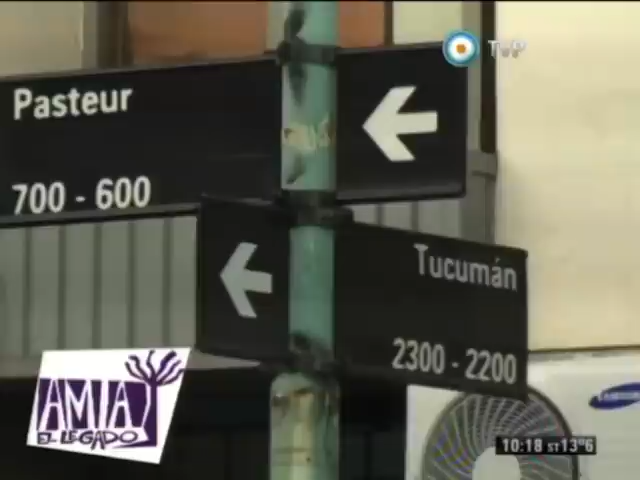 TVP
Pasteur
700 - 600
Tucumán
2300 - 2200
AMIA
EL LEGADO
SAMSUNG
10:18 ST 13°6